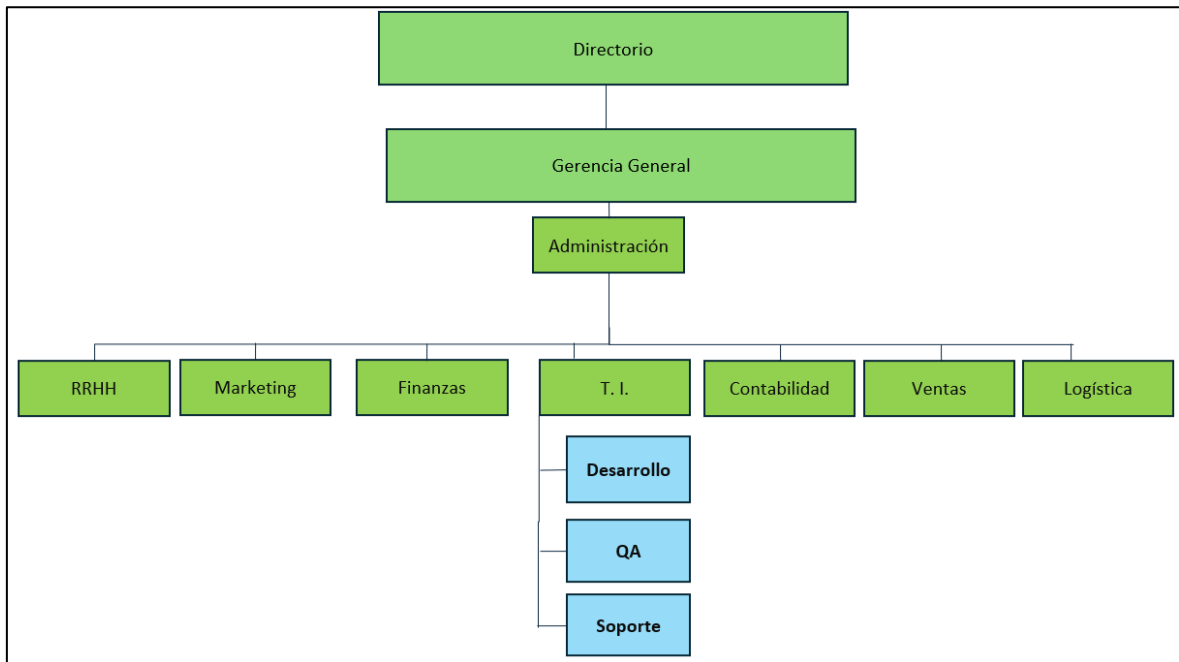 Directorio
Gerencia General
Administración
RRHH
Marketing
Finanzas
T. I.
Contabilidad
Ventas
Logística
Desarrollo
QA
Soporte